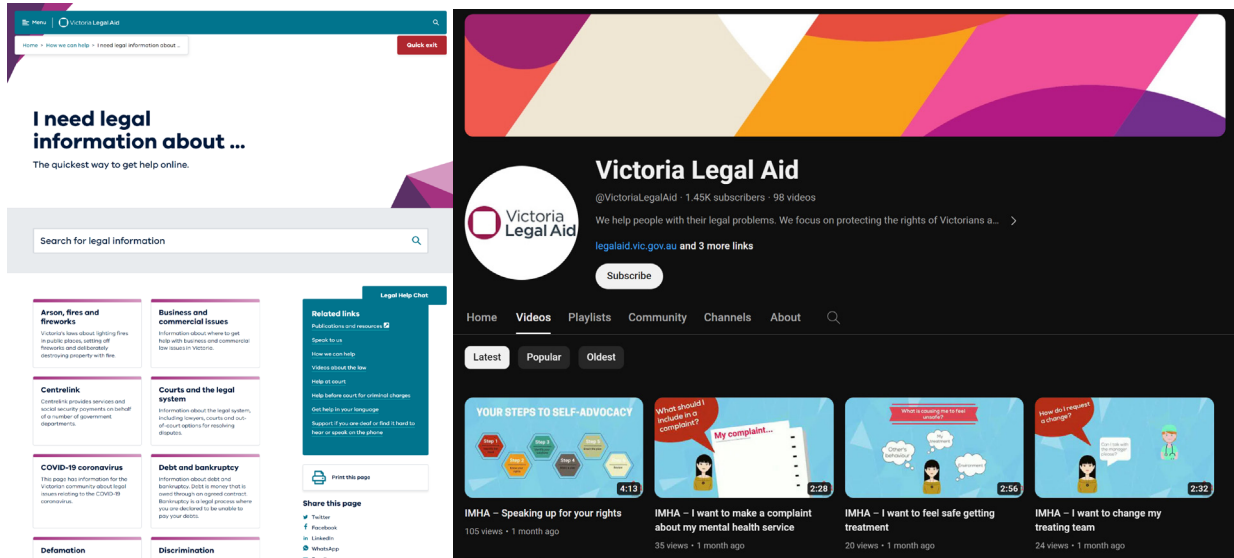 Menu
Victoria Legal Aid
Home > How we can help > I need legal information about ...
Quick exit
I need legal
information about ...
The quickest way to get help online.
Search for legal information
Legal Help Chat
Arson, fires and
fireworks
Victoria's laws about lighting fires
in public places, setting off
fireworks and deliberately
destroying property with fire
Business and
commercial issues
Information about where to get
help with business and commercial
law issues in Victoria.
Centrelink
Centrelink provides services and
social security payments on behalf
of a number of government
departments.
Courts and the legal
system
Information about the legal system,
including lawyers, courts and out-
of-court options for resolving
disputes.
COVID-19 coronavirus
This page has information for the
Victorian community about legal
issues relating to the COVID-19
coronavirus.
Debt and bankruptcy
Information about debt and
bankruptcy. Debt is money that is
owed through an agreed contract.
Bankruptcy is a legal process where
you are declared to be unable to
pay your debts.
Defamation
Discrimination
Related links
Publications and resources
Speak to us
How we can help
Videos about the law
Help at court
Help before court for criminal charges
Get help in your language
Support if you are deaf or find it hard to
hear or speak on the phone
Print this page
Share this page
Twitter
Facebook
LinkedIn
WhatsApp
Victoria
Legal Aid
Victoria Legal Aid
@VictoriaLegalAid · 1.45K subscribers · 98 videos
We help people with their legal problems. We focus on protecting the rights of Victorians a...
legalaid.vic.gov.au and 3 more links
Subscribe
Home Videos Playlists Community Channels About
Latest Popular Oldest
YOUR STEPS TO SELF-ADVOCACY
Step 1
Step 2
Step 3
Step 4
4:13
IMHA – Speaking up for your rights
105 views · 1 month ago
What should I
include in a
complaint?
My complaint...
2:28
IMHA – I want to make a complaint
about my mental health service
35 views · 1 month ago
What is causing me to feel
unsafe?
My
treatment
Other's
behaviour
Environment
2:56
IMHA – I want to feel safe getting
treatment
20 views · 1 month ago
How do I request
a change?
Can I talk with
the manager
2:32
IMHA – I want to change my
treating team
24 views · 1 month ago